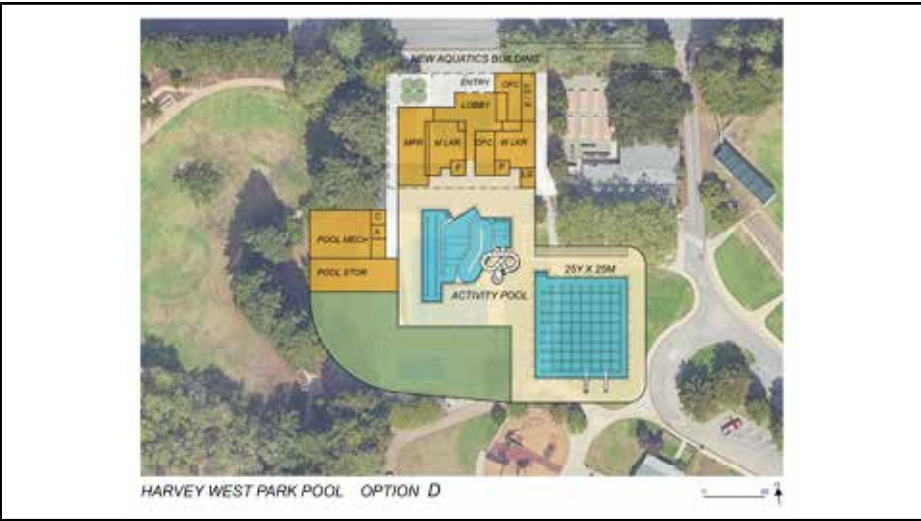 NEW AQUATICS BUILDING
ENTRY
OFC
LOBBY
MPR
M LKR
OFC
W LKR
F
F
C
A
POOL MECH
POOL STOR
25Y X 25M
ACTIVITY POOL
HARVEY WEST PARK POOL OPTION D